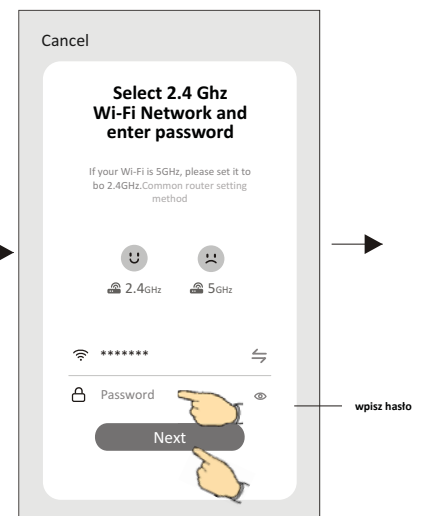 Cancel
Select 2.4 Ghz
Wi-Fi Network and
enter password
If your Wi-Fi is 5GHz, please set it to
bo 2.4GHz.Common router setting
method
2.4GHz 5GHz
*******
Password
wpisz hasło
Next